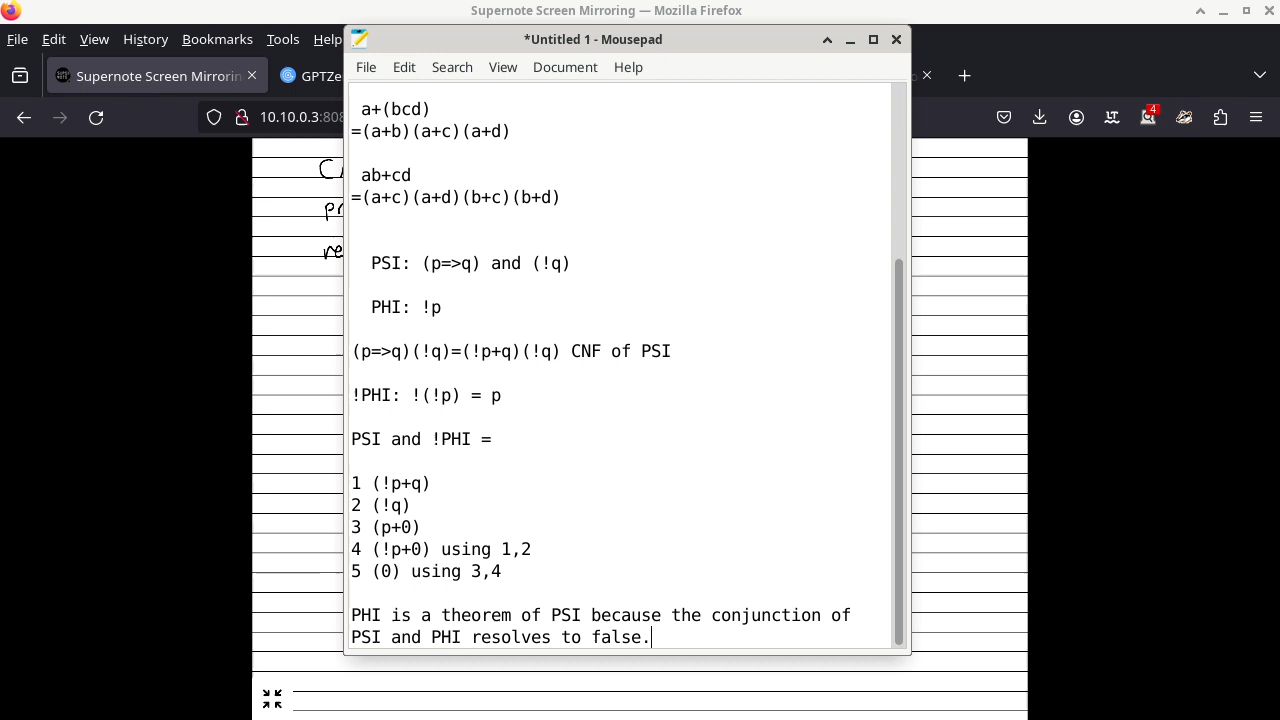 Supernote Screen Mirroring — Mozilla Firefox
File Edit View History Bookmarks Tools Help
Supernote Screen Mirrorin
GPTZe
10.10.0.3:808
4
*Untitled 1 - Mousepad
File Edit Search View Document Help
a+(bcd)
=(a+b)(a+c)(a+d)
ab+cd
=(a+c)(a+d)(b+c)(b+d)
PSI: (p=>q) and (!q)
PHI: !p
(p=>q)(!q)=(!p+q)(!q) CNF of PSI
!PHI: !(!p) = p
PSI and !PHI =
1 (!p+q)
2 (!q)
3 (p+0)
4 (!p+0) using 1,2
5 (0) using 3,4
PHI is a theorem of PSI because the conjunction of
PSI and PHI resolves to false.